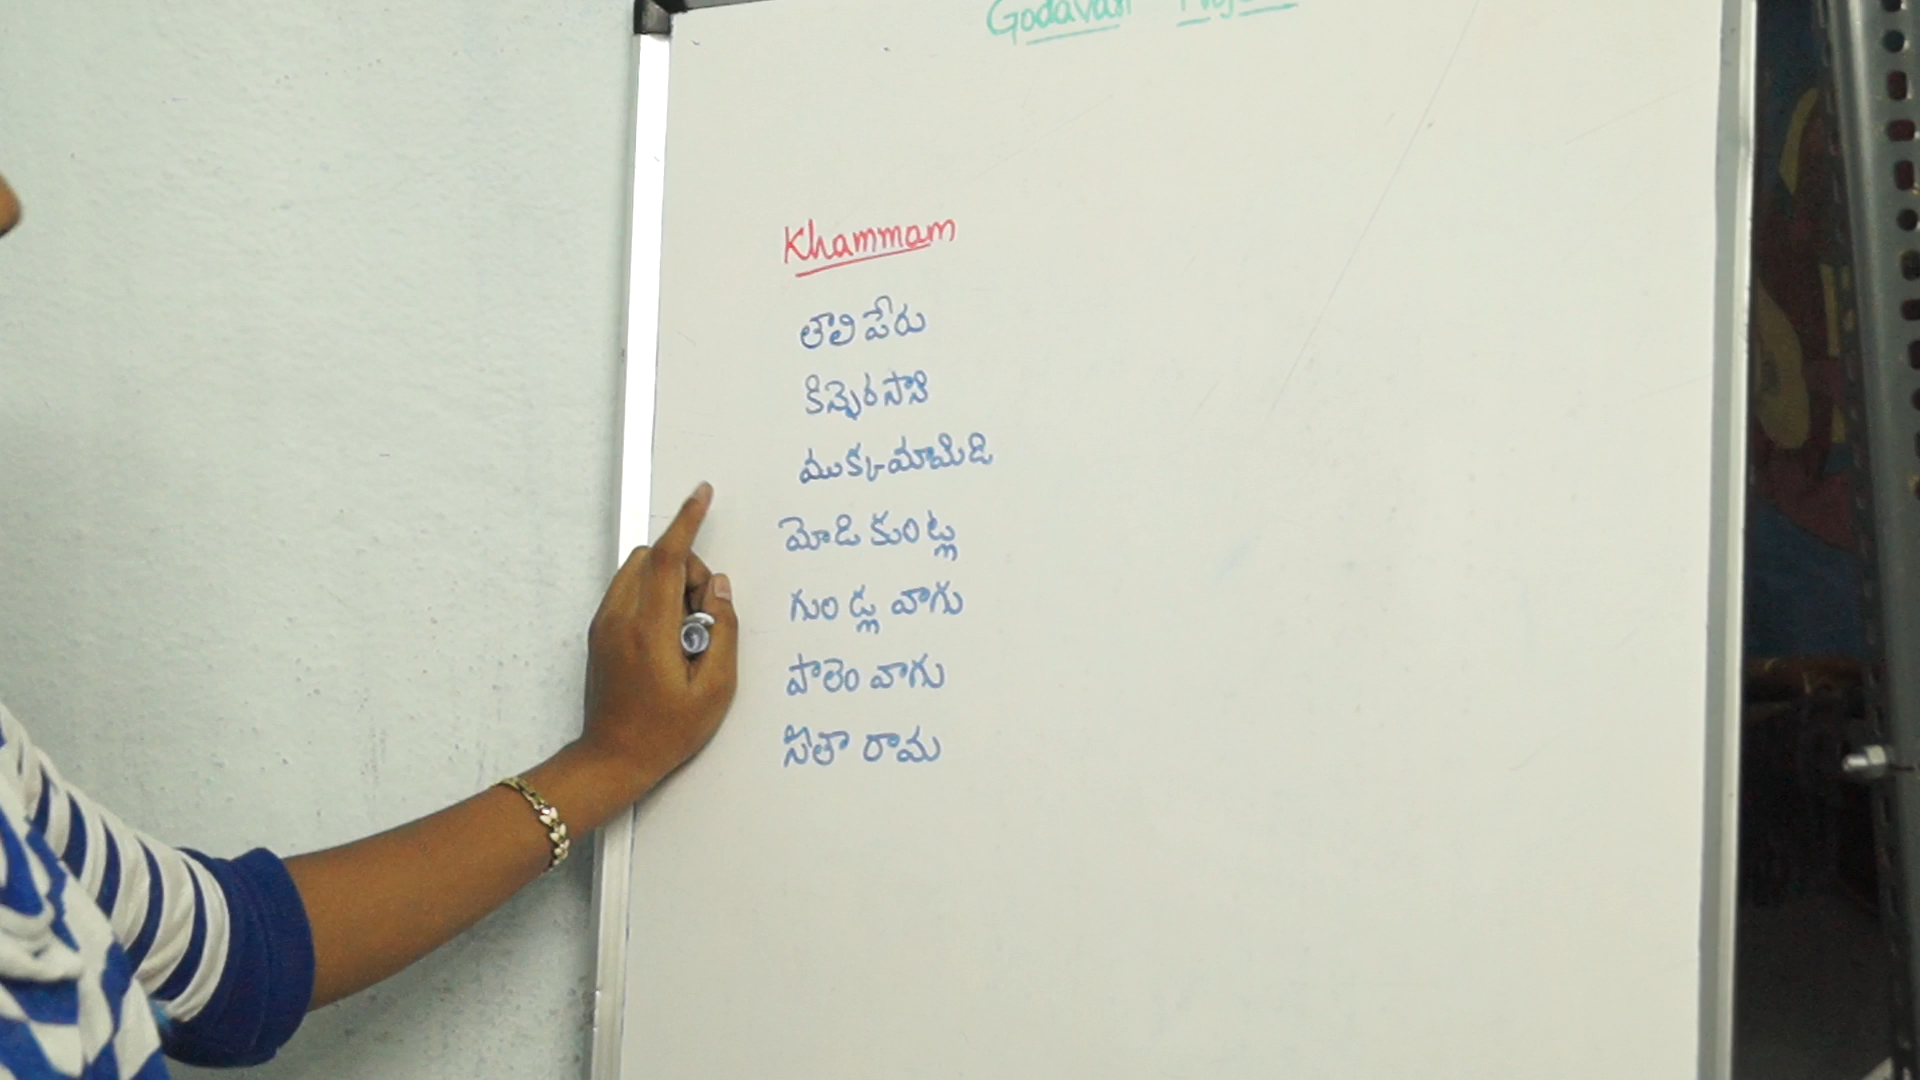 Godavari
Khammam
తాలి పేరు
కిన్నెరసాని
ముక్కమామిడి
మోడి కుంట్ల
గుండ్ల వాగు
పాలెం వాగు
సీతా రామ